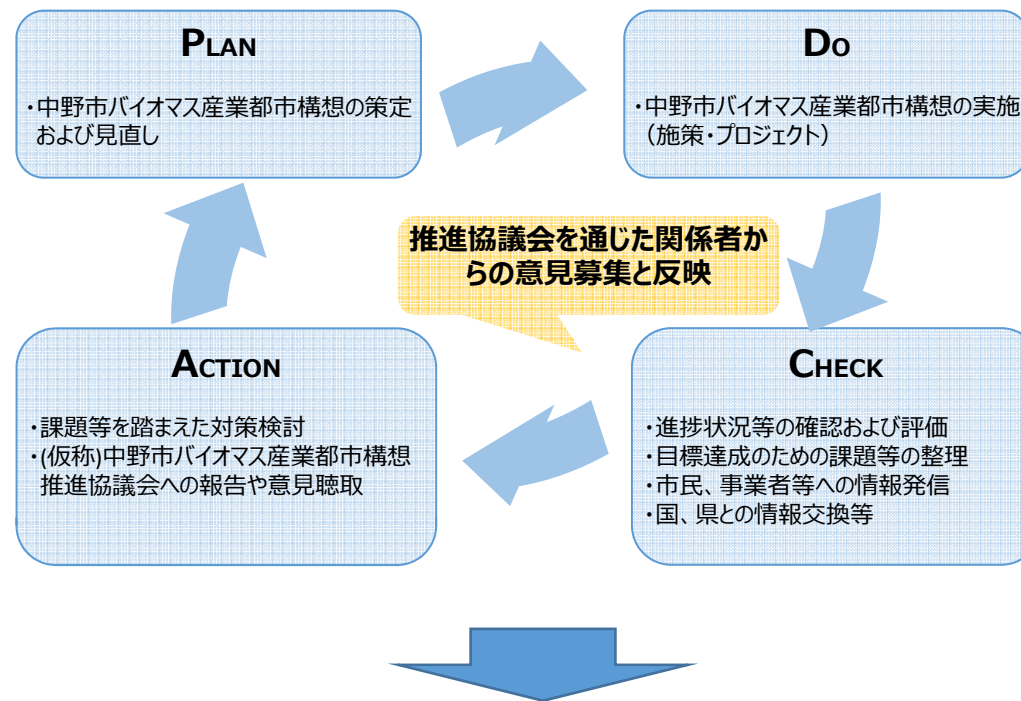 PLAN
・中野市バイオマス産業都市構想の策定
および見直し
DO
・中野市バイオマス産業都市構想の実施
（施策・プロジェクト）
推進協議会を通じた関係者か
らの意見募集と反映
ACTION
・課題等を踏まえた対策検討
・(仮称)中野市バイオマス産業都市構想
推進協議会への報告や意見聴取
CHECK
・進捗状況等の確認および評価
・目標達成のための課題等の整理
・市民、事業者等への情報発信
・国、県との情報交換等